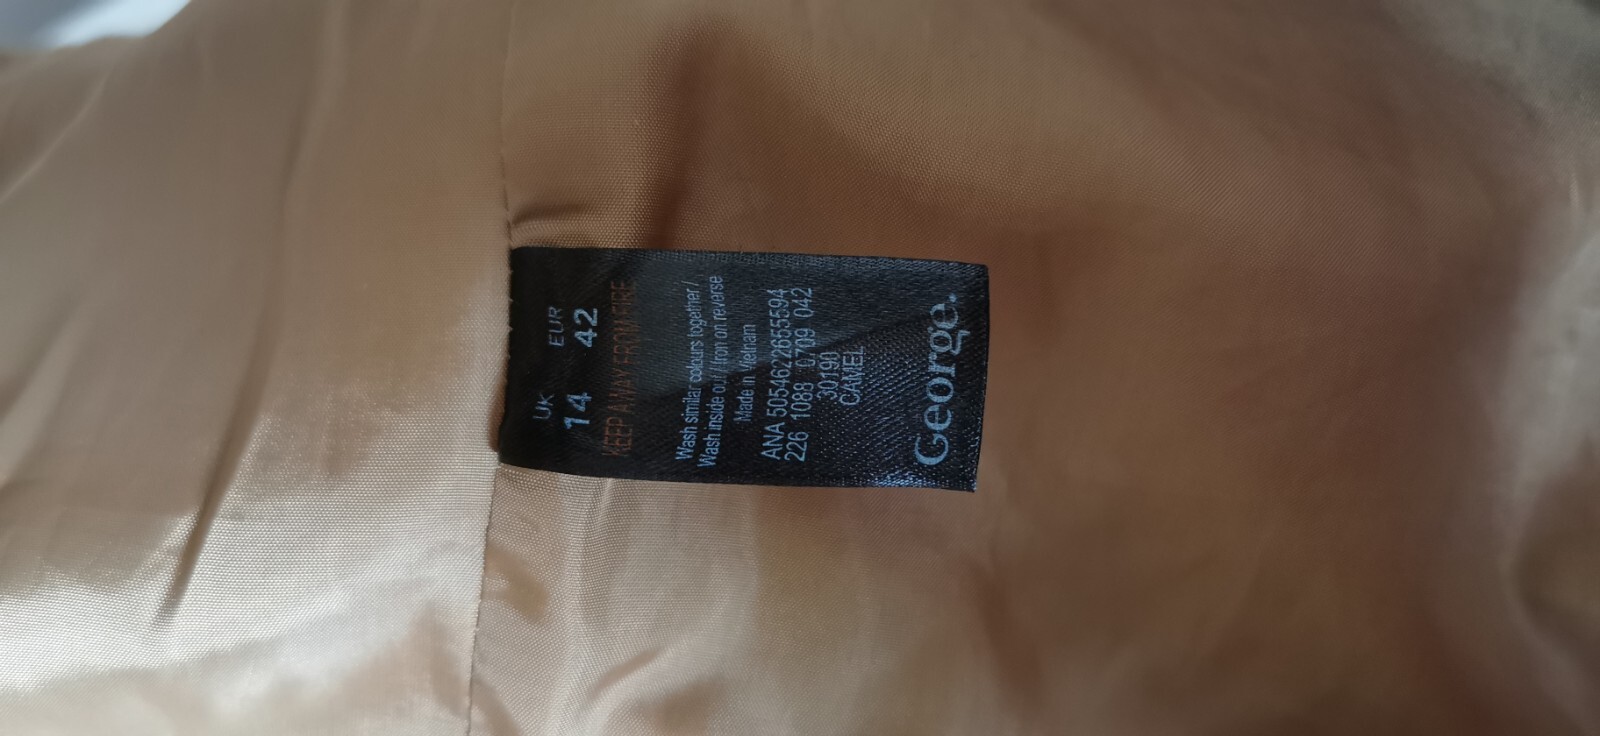 UK EUR
14 42
KEEP AWAY FROM FIRE
Wash similar colours together /
Wash inside out / Iron on reverse
Made in Vietnam
ANA 5054622655594
226 1088 0709 042
30190
CAMEL
George.